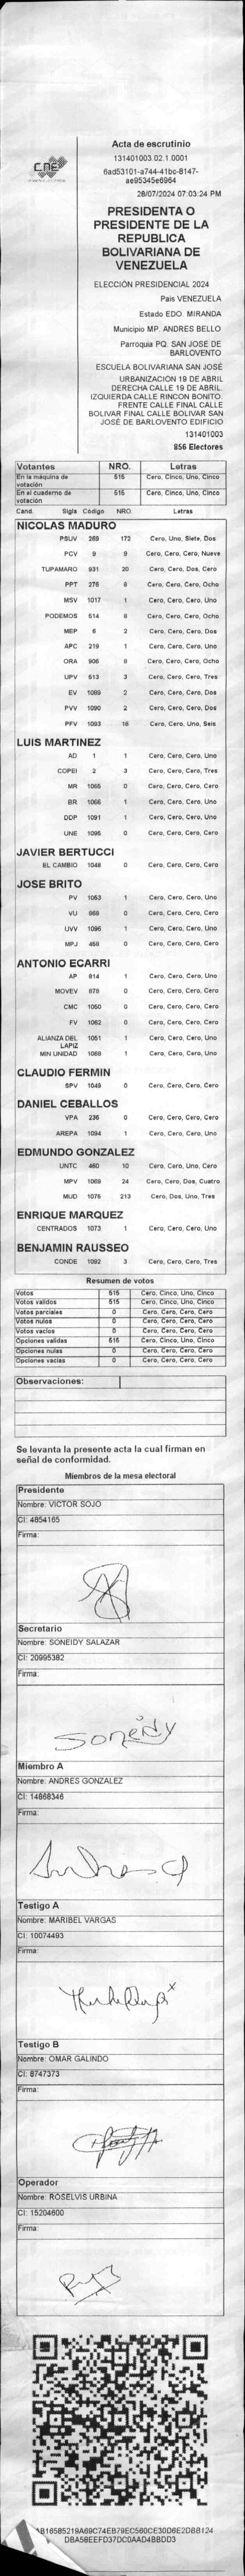 CNE
Acta de escrutinio
131401003.02.1.0001
6ad53101-a744-41bc-8147-
ae95345e6964
28/07/2024 07:03:24 PM
PRESIDENTA O
PRESIDENTE DE LA
REPUBLICA
BOLIVARIANA DE
VENEZUELA
ELECCIÓN PRESIDENCIAL 2024
País VENEZUELA
Estado EDO. MIRANDA
Municipio MP. ANDRES BELLO
Parroquia PQ. SAN JOSE DE
BARLOVENTO
ESCUELA BOLIVARIANA SAN JOSÉ
URBANIZACIÓN 19 DE ABRIL
DERECHA CALLE 19 DE ABRIL.
IZQUIERDA CALLE RINCON BONITO.
FRENTE CALLE FINAL CALLE
BOLIVAR FINAL CALLE BOLIVAR SAN
JOSÉ DE BARLOVENTO EDIFICIO
131401003
856 Electores
Votantes NRO. Letras
En la máquina de votación 515 Cero, Cinco, Uno, Cinco
En el cuaderno de votación 515 Cero, Cinco, Uno, Cinco
Cand. Sigla Código NRO. Letras
NICOLAS MADURO
PSUV 269 172 Cero, Uno, Siete, Dos
PCV 9 9 Cero, Cero, Cero, Nueve
TUPAMARO 931 20 Cero, Cero, Dos, Cero
PPT 276 8 Cero, Cero, Cero, Ocho
MSV 1017 1 Cero, Cero, Cero, Uno
PODEMOS 514 8 Cero, Cero, Cero, Ocho
MEP 6 2 Cero, Cero, Cero, Dos
APC 219 1 Cero, Cero, Cero, Uno
ORA 906 8 Cero, Cero, Cero, Ocho
UPV 513 3 Cero, Cero, Cero, Tres
EV 1089 2 Cero, Cero, Cero, Dos
PVV 1090 2 Cero, Cero, Cero, Dos
PFV 1093 16 Cero, Cero, Uno, Seis
LUIS MARTINEZ
AD 1 1 Cero, Cero, Cero, Uno
COPEI 2 3 Cero, Cero, Cero, Tres
MR 1065 0 Cero, Cero, Cero, Cero
BR 1066 1 Cero, Cero, Cero, Uno
DDP 1091 1 Cero, Cero, Cero, Uno
UNE 1095 0 Cero, Cero, Cero, Cero
JAVIER BERTUCCI
EL CAMBIO 1048 0 Cero, Cero, Cero, Cero
JOSE BRITO
PV 1053 1 Cero, Cero, Cero, Uno
VU 868 0 Cero, Cero, Cero, Cero
UVV 1096 1 Cero, Cero, Cero, Uno
MPJ 458 0 Cero, Cero, Cero, Cero
ANTONIO ECARRI
AP 814 1 Cero, Cero, Cero, Uno
MOVEV 878 0 Cero, Cero, Cero, Cero
CMC 1050 0 Cero, Cero, Cero, Cero
FV 1062 0 Cero, Cero, Cero, Cero
ALIANZA DEL LAPIZ 1051 1 Cero, Cero, Cero, Uno
MIN UNIDAD 1088 Cero, Cero, Cero, Uno
CLAUDIO FERMIN
SPV 1049 0 Cero, Cero, Cero, Cero
DANIEL CEBALLOS
VPA 236 0 Cero, Cero, Cero, Cero
AREPA 1094 1 Cero, Cero, Cero, Uno
EDMUNDO GONZALEZ
UNTC 460 10 Cero, Cero, Uno, Cero
MPV 1069 24 Cero, Cero, Dos, Cuatro
MUD 1075 213 Cero, Dos, Uno, Tres
ENRIQUE MARQUEZ
CENTRADOS 1073 1 Cero, Cero, Cero, Uno
BENJAMIN RAUSSEO
CONDE 1092 3 Cero, Cero, Cero, Tres
Resumen de votos
Votos 515 Cero, Cinco, Uno, Cinco
Votos validos 515 Cero, Cinco, Uno, Cinco
Votos parciales 0 Cero, Cero, Cero, Cero
Votos nulos 0 Cero, Cero, Cero, Cero
Votos vacios 0 Cero, Cero, Cero, Cero
Opciones validas 515 Cero, Cinco, Uno, Cinco
Opciones nulas 0 Cero, Cero, Cero, Cero
Opciones vacias 0 Cero, Cero, Cero, Cero
Observaciones:
Se levanta la presente acta la cual firman en
señal de conformidad.
Miembros de la mesa electoral
Presidente
Nombre: VICTOR SOJO
CI: 4854165
Firma:
Secretario
Nombre: SONEIDY SALAZAR
CI: 20995382
Firma:
Soneidy
Miembro A
Nombre: ANDRES GONZALEZ
CI: 14868346
Firma:
Testigo A
Nombre: MARIBEL VARGAS
CI: 10074493
Firma:
Testigo B
Nombre: OMAR GALINDO
CI: 8747373
Firma:
Operador
Nombre: ROSELVIS URBINA
CI: 15204600
Firma:
AB16585219A69C74EB79EC560CE30D6E2DBB124
DBA58EEFD37DC0AAD4BBDD3